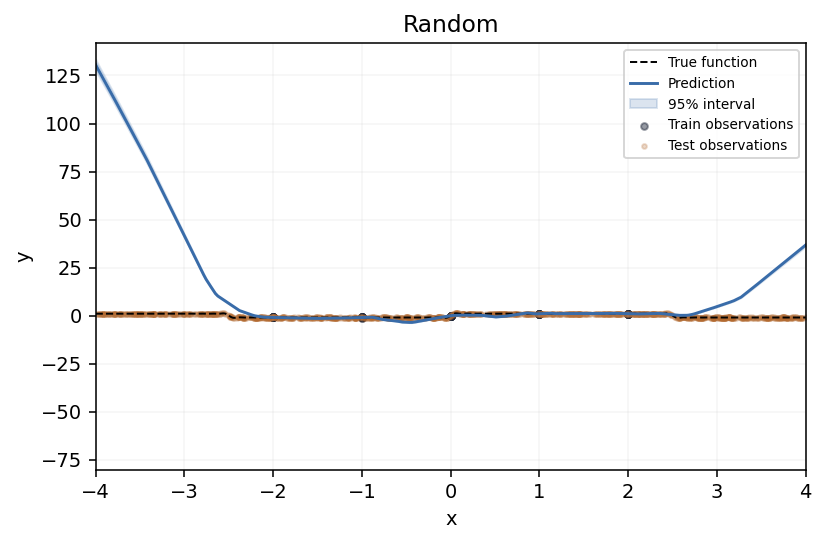 Random
True function
Prediction
95% interval
Train observations
Test observations
125
100
75
50
25
0
−25
−50
−75
y
−4 −3 −2 −1 0 1 2 3 4
x